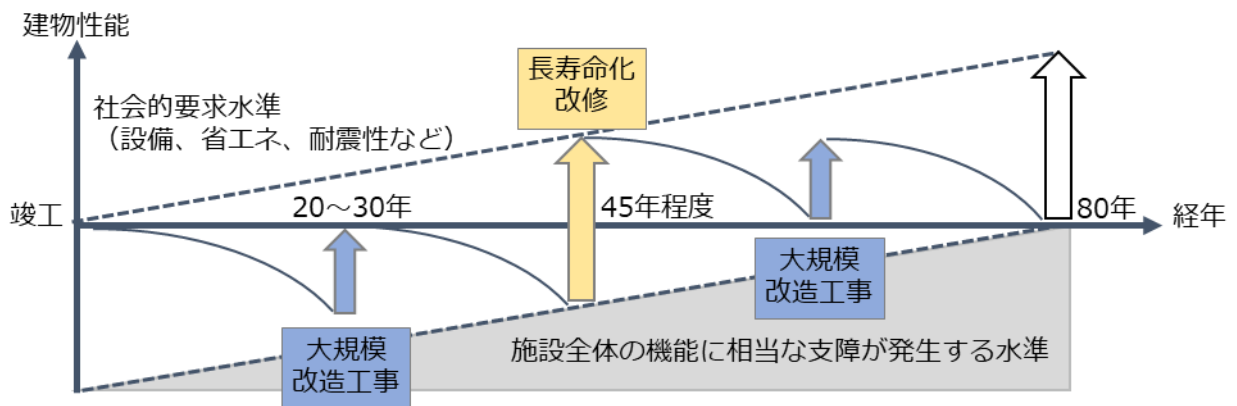 建物性能
長寿命化
改修
社会的要求水準
（設備、省エネ、耐震性など）
竣工
20～30年
45年程度
80年
経年
大規模
改造工事
大規模
改造工事
施設全体の機能に相当な支障が発生する水準